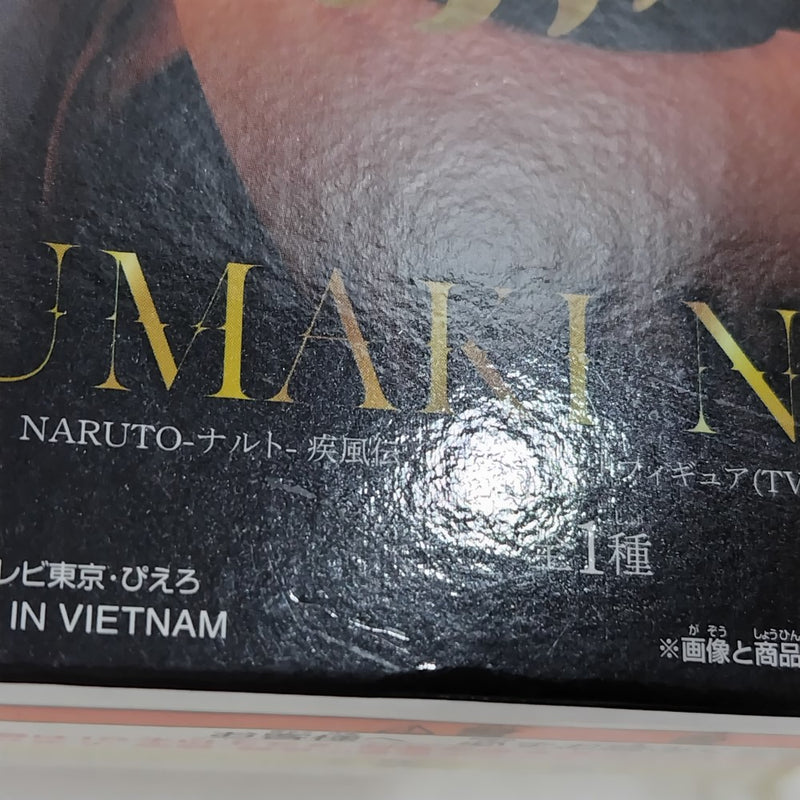 UMAKI N
NARUTO-ナルト- 疾風伝
フィギュア(TV
全1種
レビ東京・ぴえろ
IN VIETNAM
※画像と商品